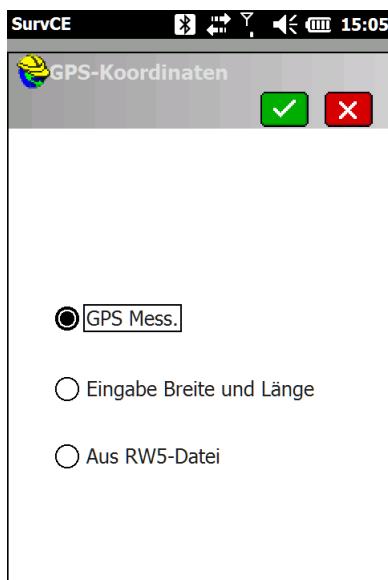 SurvCE 15:05
GPS-Koordinaten
GPS Mess.
Eingabe Breite und Länge
Aus RW5-Datei